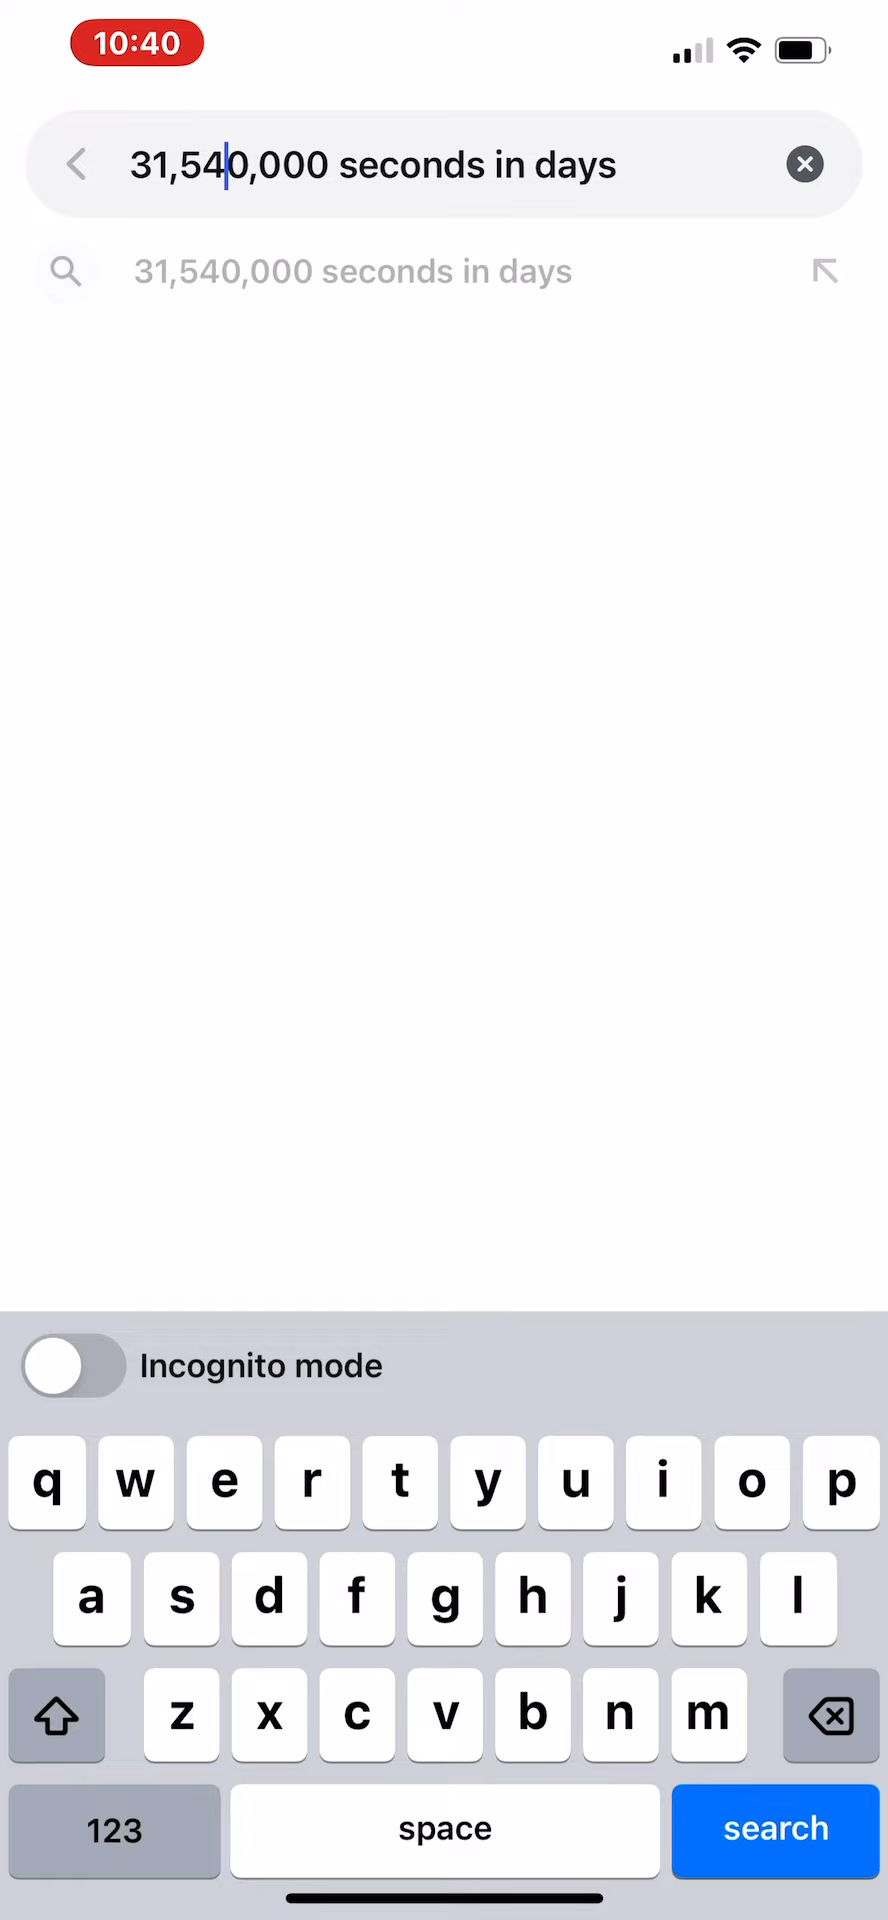 10:40
31,540,000 seconds in days
31,540,000 seconds in days
Incognito mode
q w e r t y u i o p
a s d f g h j k l
z x c v b n m
123 space search